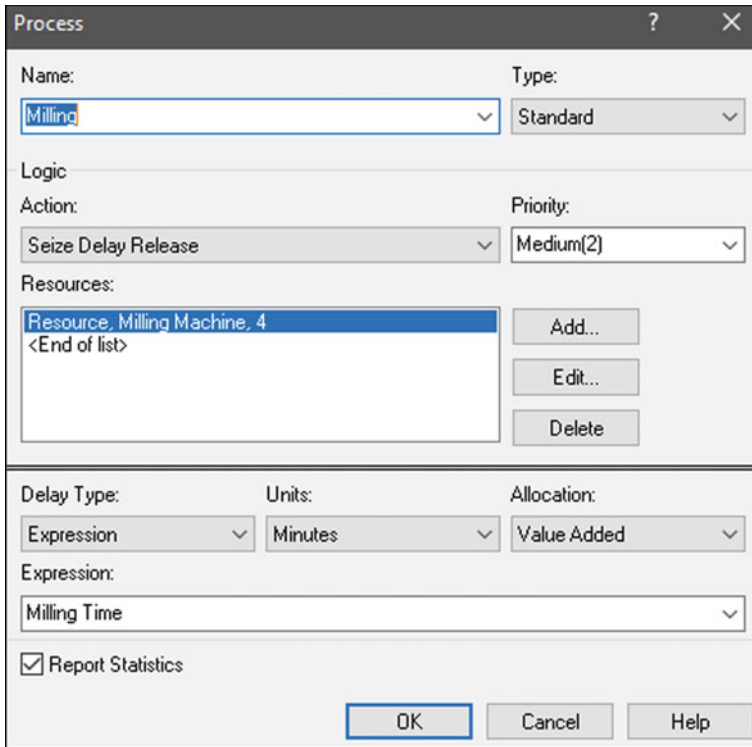 Process ? ×
Name: Type:
Milling Standard
Logic
Action: Priority:
Seize Delay Release Medium(2)
Resources:
Resource, Milling Machine, 4
<End of list>
Add...
Edit...
Delete
Delay Type: Units: Allocation:
Expression Minutes Value Added
Expression:
Milling Time
Report Statistics
OK Cancel Help